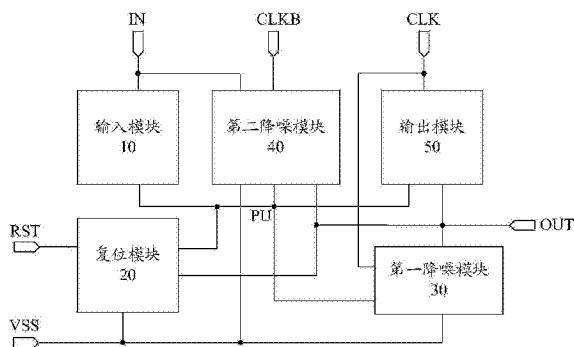 IN
CLKB
CLK
输入模块
10
第二降噪模块
40
输出模块
50
PU
RST
OUT
复位模块
20
第一降噪模块
30
VSS